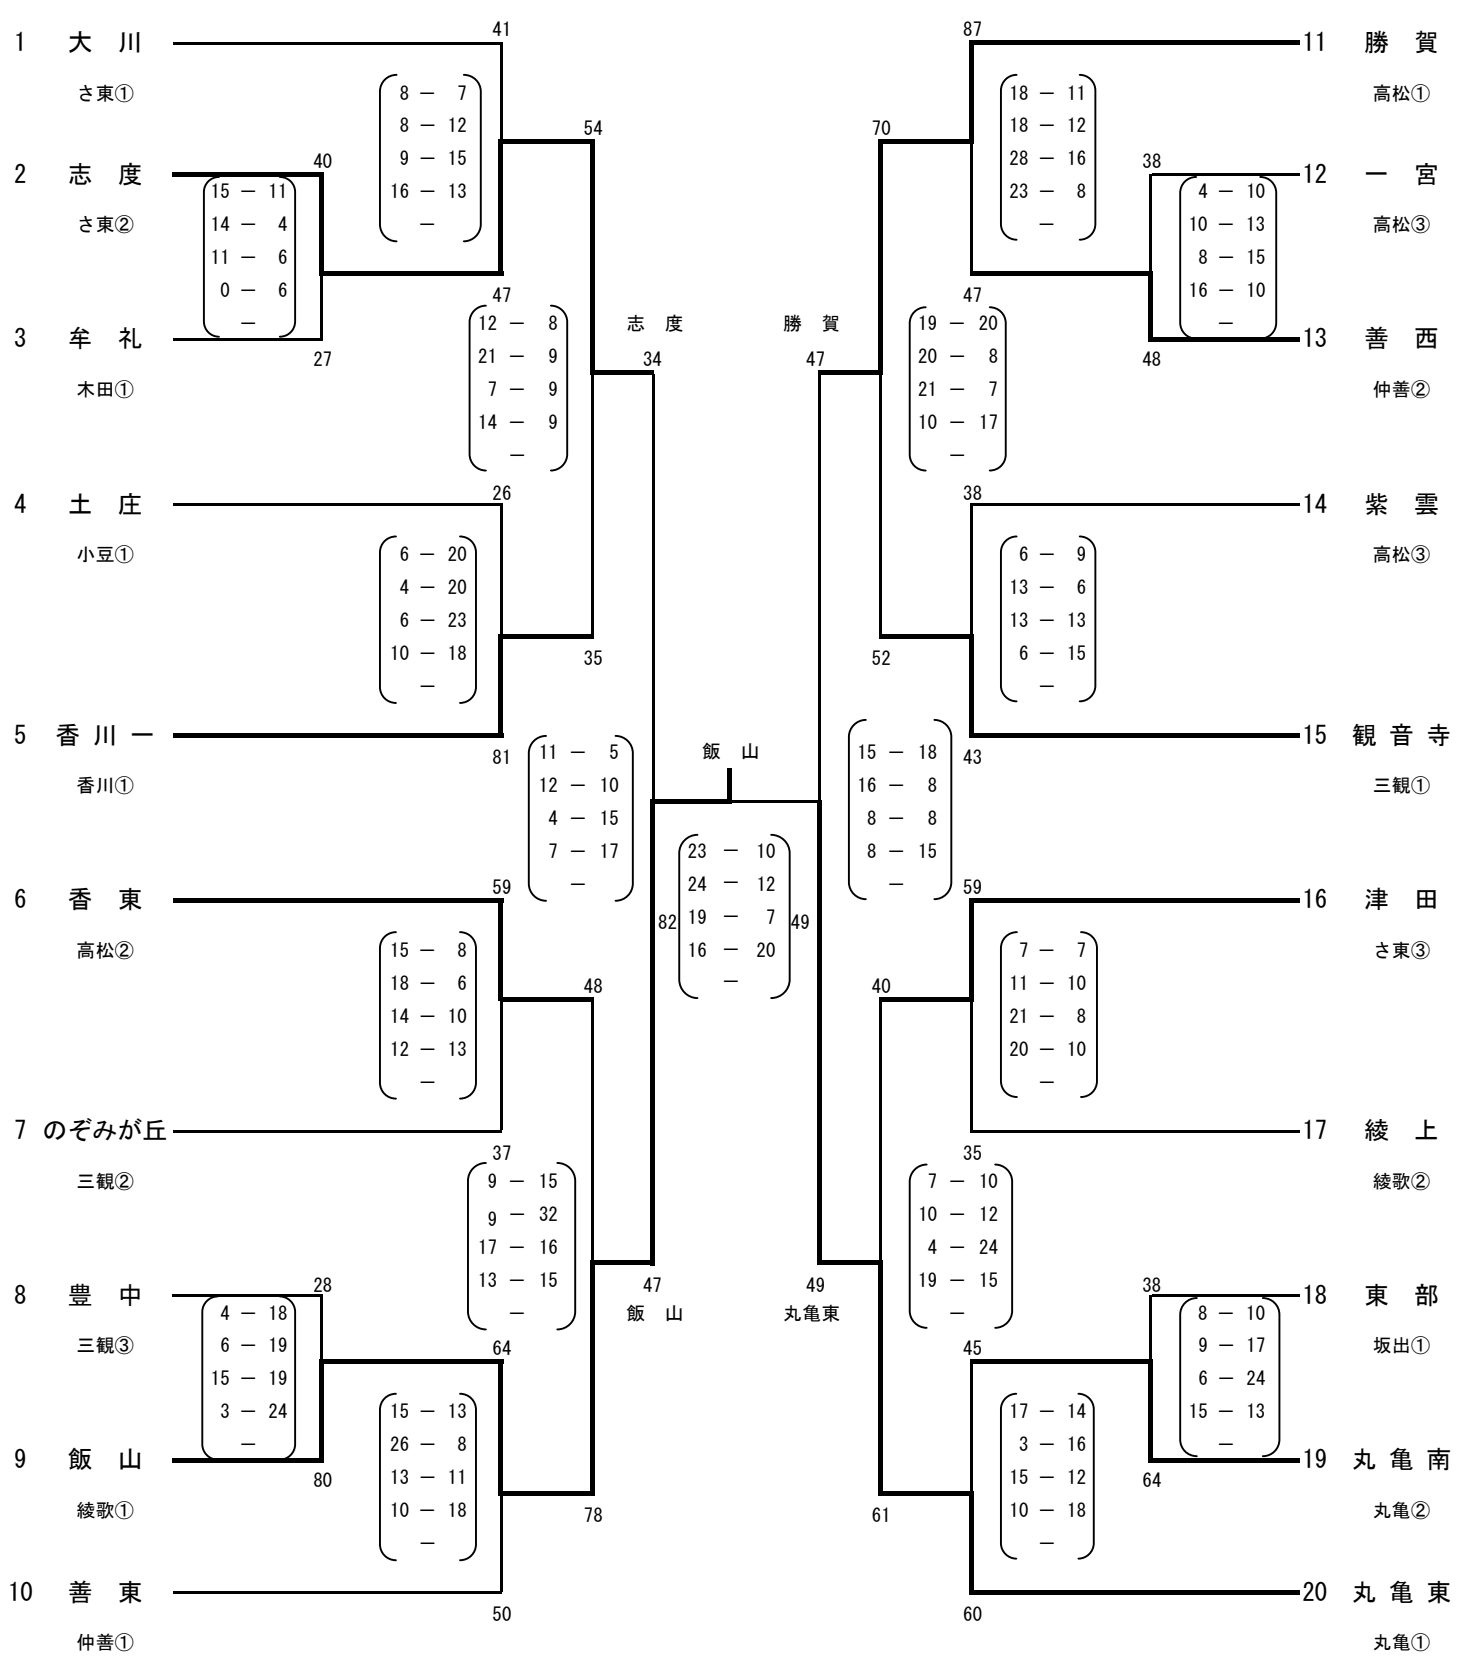 1 大 川
さ東①
2 志 度
さ東②
3 牟 礼
木田①
4 土 庄
小豆①
5 香 川 一
香川①
6 香 東
高松②
7 のぞみが丘
三観②
8 豊 中
三観③
9 飯 山
綾歌①
10 善 東
仲善①
40
15 － 11
14 － 4
11 － 6
0 － 6
－
27
28
4 － 18
6 － 19
15 － 19
3 － 24
－
80
41
8 － 7
8 － 12
9 － 15
16 － 13
－
47
26
6 － 20
4 － 20
6 － 23
10 － 18
－
81
59
15 － 8
18 － 6
14 － 10
12 － 13
－
37
64
15 － 13
26 － 8
13 － 11
10 － 18
－
50
54
12 － 8
21 － 9
7 － 9
14 － 9
－
35
48
9 － 15
9 － 32
17 － 16
13 － 15
－
78
志 度
34
11 － 5
12 － 10
4 － 15
7 － 17
－
47
飯 山
飯 山
82
23 － 10
24 － 12
19 － 7
16 － 20
－
49
勝 賀
47
15 － 18
16 － 8
8 － 8
8 － 15
－
49
丸亀東
70
19 － 20
20 － 8
21 － 7
10 － 17
－
52
40
7 － 10
10 － 12
4 － 24
19 － 15
－
61
87
18 － 11
18 － 12
28 － 16
23 － 8
－
47
38
6 － 9
13 － 6
13 － 13
6 － 15
－
43
59
7 － 7
11 － 10
21 － 8
20 － 10
－
35
45
17 － 14
3 － 16
15 － 12
10 － 18
－
60
38
4 － 10
10 － 13
8 － 15
16 － 10
－
48
38
8 － 10
9 － 17
6 － 24
15 － 13
－
64
11 勝 賀
高松①
12 一 宮
高松③
13 善 西
仲善②
14 紫 雲
高松③
15 観 音 寺
三観①
16 津 田
さ東③
17 綾 上
綾歌②
18 東 部
坂出①
19 丸 亀 南
丸亀②
20 丸 亀 東
丸亀①